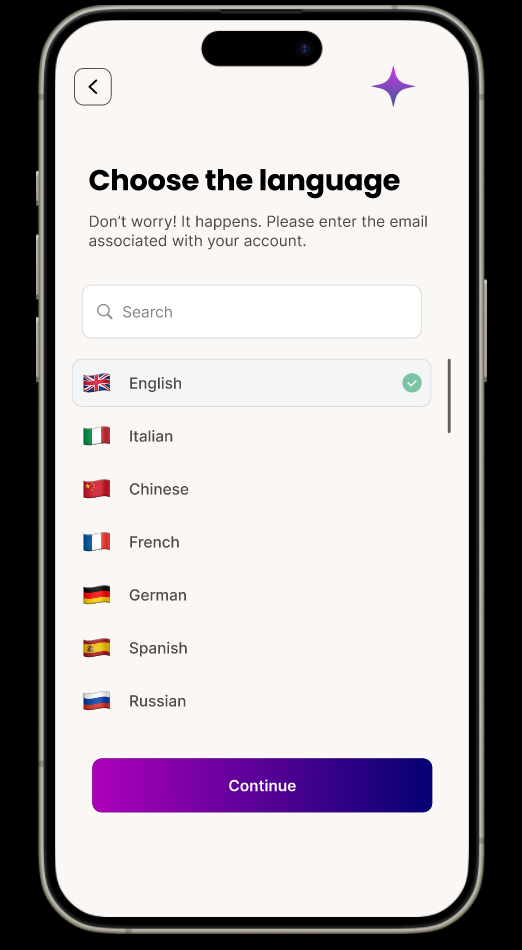 Choose the language
Don’t worry! It happens. Please enter the email
associated with your account.
Search
English
Italian
Chinese
French
German
Spanish
Russian
Continue